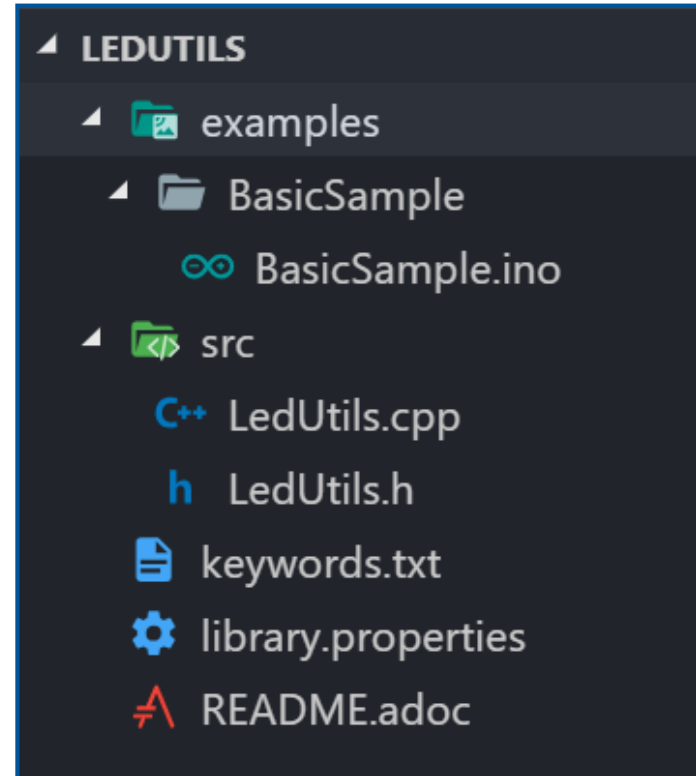 LEDUTILS
examples
BasicSample
BasicSample.ino
src
C++ LedUtils.cpp
h LedUtils.h
keywords.txt
library.properties
README.adoc